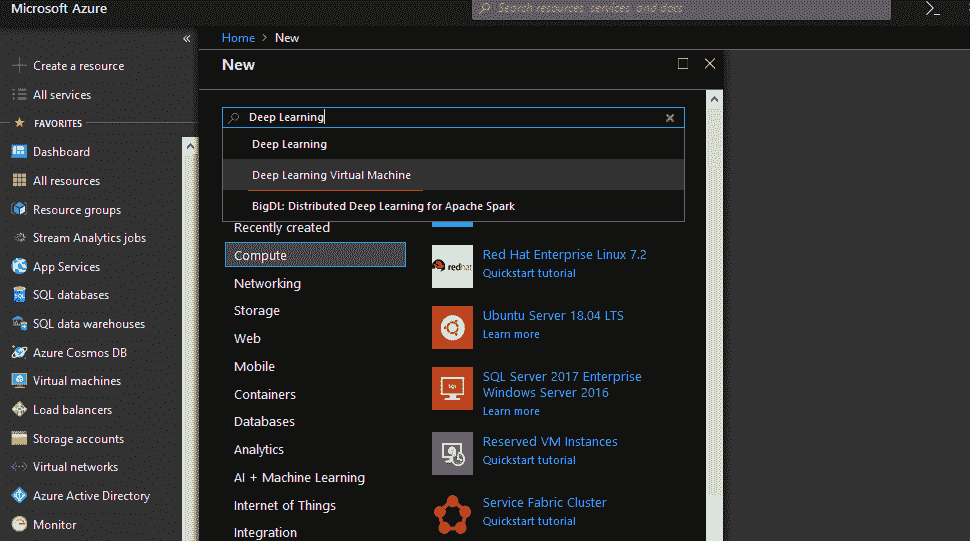 Microsoft Azure
Search resources, services, and docs
>_
«
Home > New
Create a resource
All services
FAVORITES
Dashboard
All resources
Resource groups
Stream Analytics jobs
App Services
SQL databases
SQL data warehouses
Azure Cosmos DB
Virtual machines
Load balancers
Storage accounts
Virtual networks
Azure Active Directory
Monitor
New
Deep Learning
Deep Learning
Deep Learning Virtual Machine
BigDL: Distributed Deep Learning for Apache Spark
Recently created
Compute
Networking
Storage
Web
Mobile
Containers
Databases
Analytics
AI + Machine Learning
Internet of Things
Integration
redhat
Red Hat Enterprise Linux 7.2
Quickstart tutorial
Ubuntu Server 18.04 LTS
Learn more
SQL
SQL Server 2017 Enterprise
Windows Server 2016
Learn more
Reserved VM Instances
Quickstart tutorial
Service Fabric Cluster
Quickstart tutorial